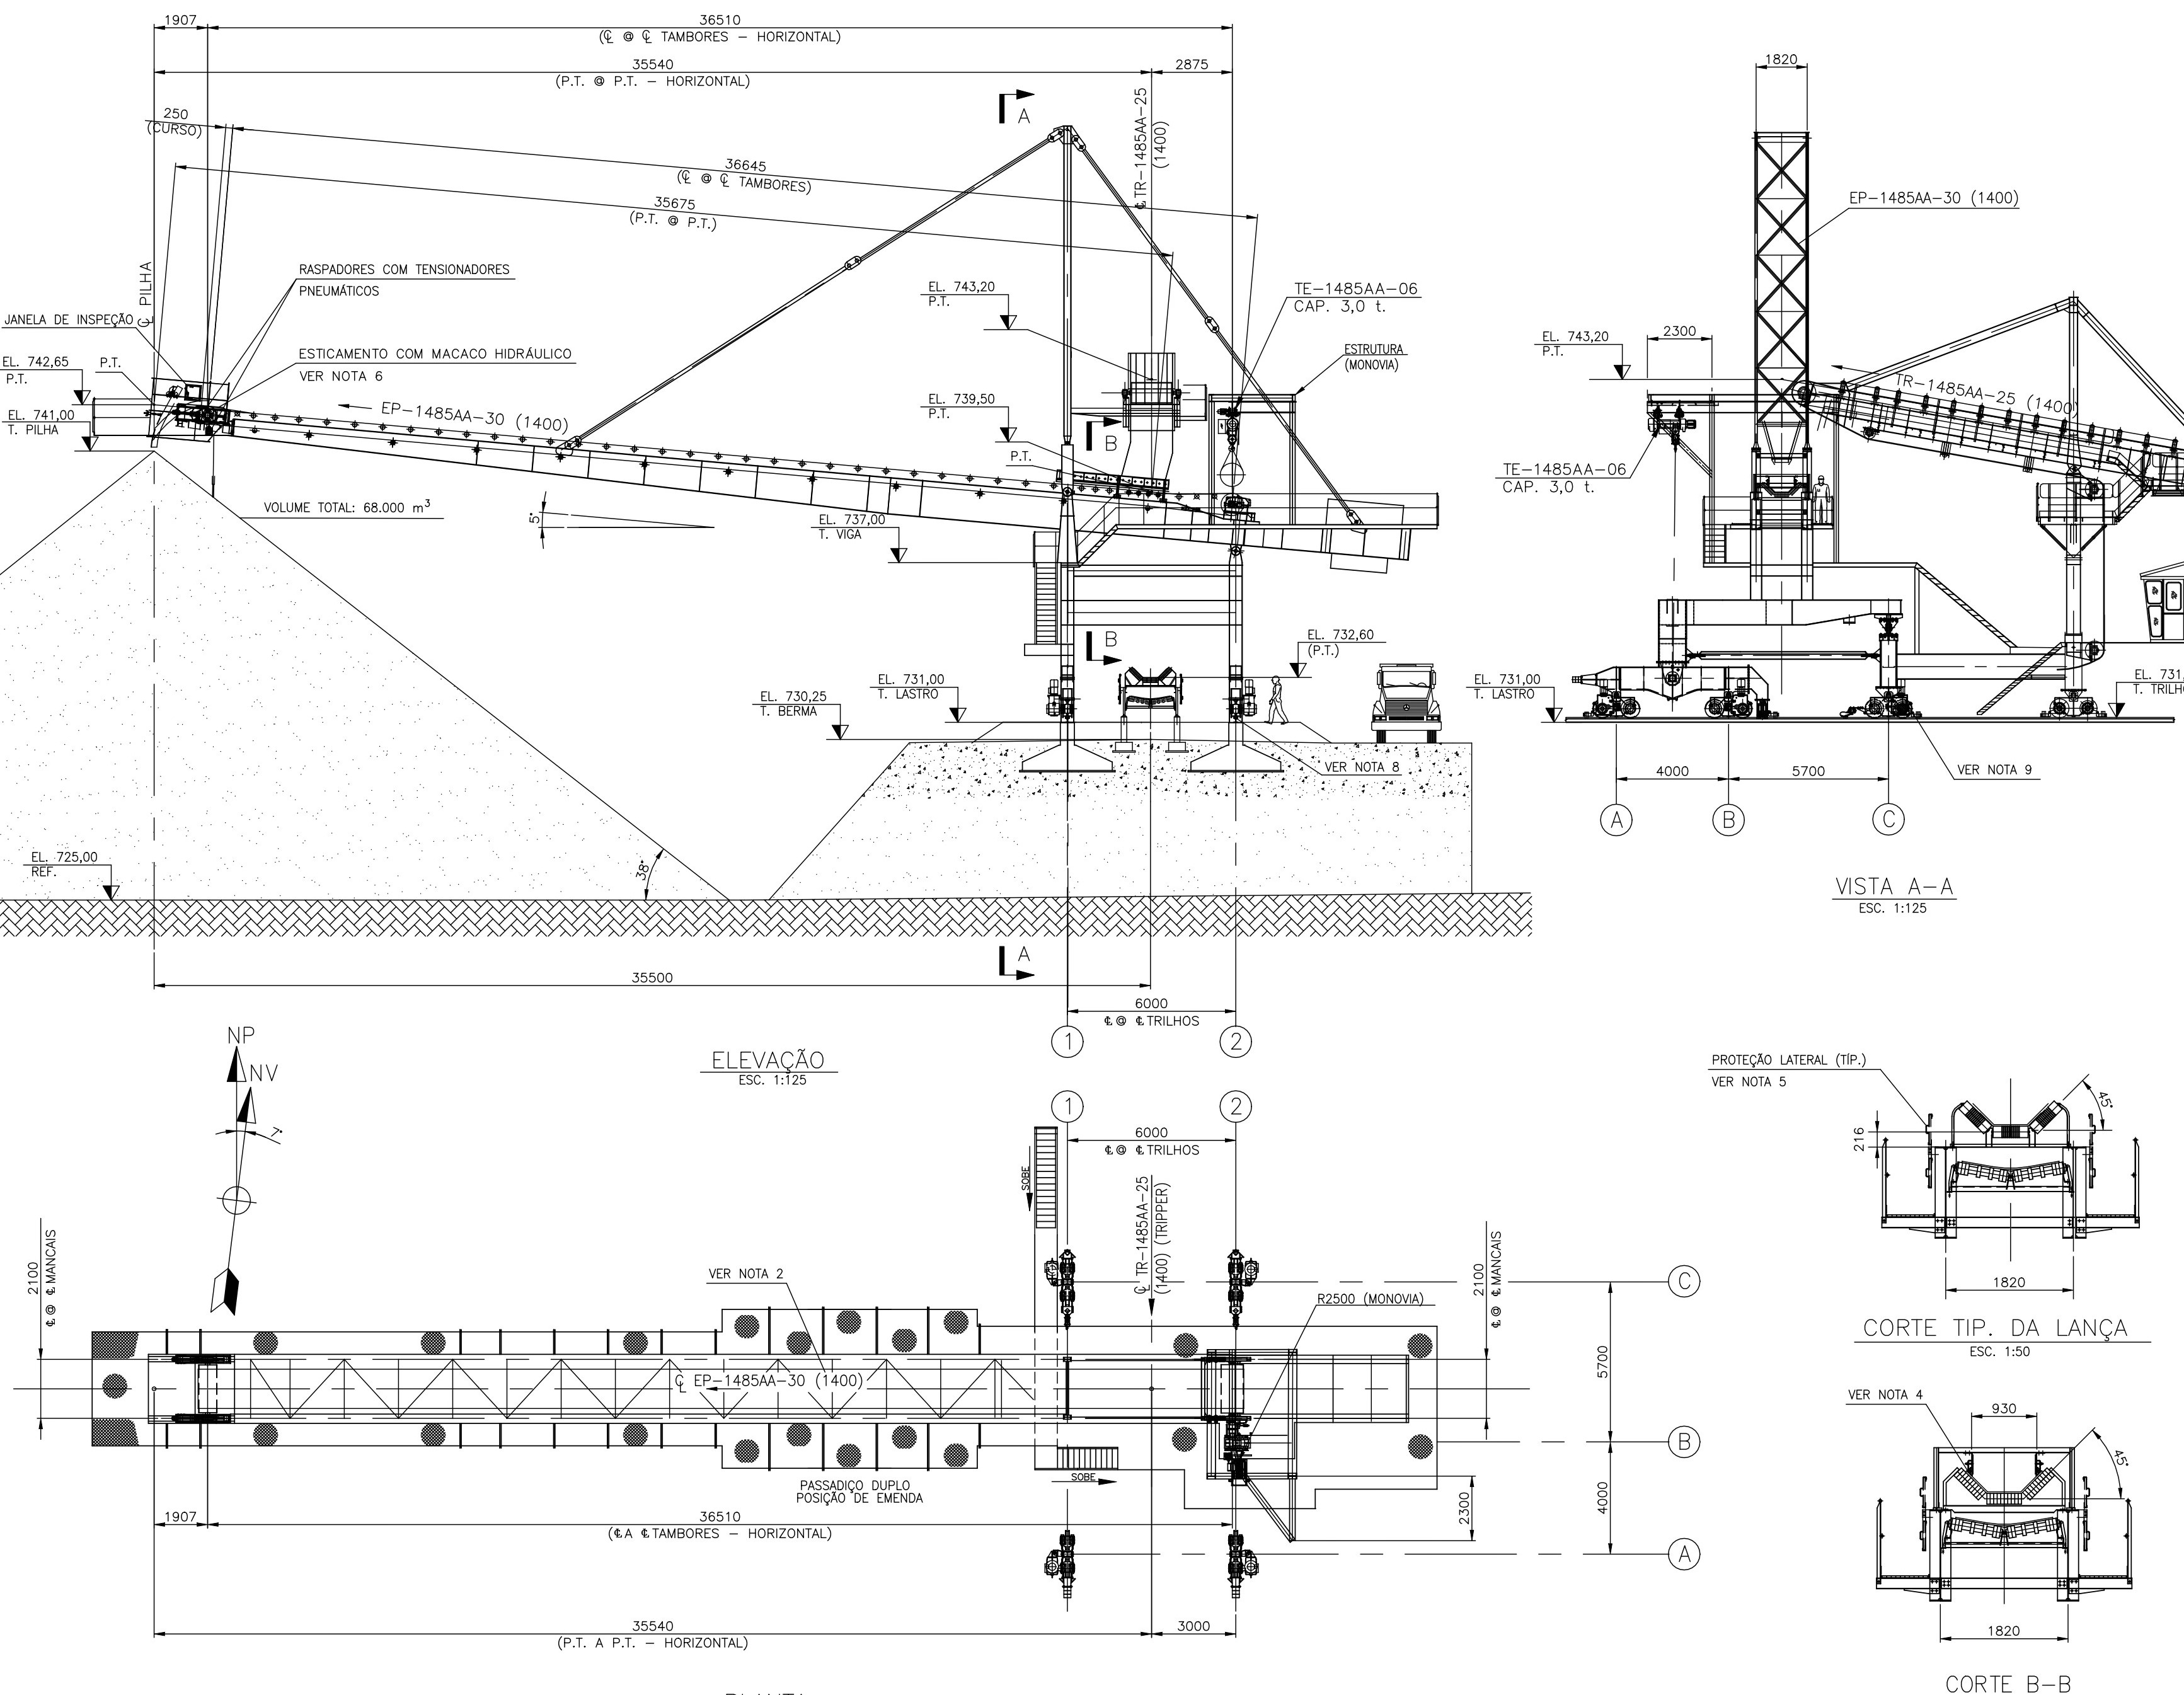 1907
36510
(℄ @ ℄ TAMBORES - HORIZONTAL)
35540
(P.T. @ P.T. - HORIZONTAL)
2875
250
(CURSO)
36645
(℄ @ ℄ TAMBORES)
35675
(P.T. @ P.T.)
A
℄ TR-1485AA-25
(1400)
℄ PILHA
RASPADORES COM TENSIONADORES
PNEUMÁTICOS
JANELA DE INSPEÇÃO
ESTICAMENTO COM MACACO HIDRÁULICO
VER NOTA 6
EL. 742,65
P.T.
P.T.
EL. 741,00
T. PILHA
EP-1485AA-30 (1400)
EL. 743,20
P.T.
TE-1485AA-06
CAP. 3,0 t.
ESTRUTURA
(MONOVIA)
EL. 739,50
P.T.
B
P.T.
VOLUME TOTAL: 68.000 m³
5°
EL. 737,00
T. VIGA
B
EL. 732,60
(P.T.)
EL. 731,00
T. LASTRO
EL. 730,25
T. BERMA
VER NOTA 8
EL. 725,00
REF.
38°
A
35500
6000
℄ @ ℄ TRILHOS
1
2
ELEVAÇÃO
ESC. 1:125
1820
EP-1485AA-30 (1400)
EL. 743,20
P.T.
2300
TR-1485AA-25 (1400)
TE-1485AA-06
CAP. 3,0 t.
EL. 731,00
T. LASTRO
EL. 731,
T. TRILH
4000
5700
VER NOTA 9
A
B
C
VISTA A-A
ESC. 1:125
NP
NV
7°
1
2
6000
℄ @ ℄ TRILHOS
SOBE
℄ TR-1485AA-25
(1400) (TRIPPER)
2100
℄ @ ℄ MANCAIS
VER NOTA 2
R2500 (MONOVIA)
2100
℄ @ ℄ MANCAIS
C
5700
℄ EP-1485AA-30 (1400)
B
SOBE
PASSADIÇO DUPLO
POSIÇÃO DE EMENDA
2300
4000
1907
36510
(℄ A ℄ TAMBORES - HORIZONTAL)
A
35540
(P.T. A P.T. - HORIZONTAL)
3000
PROTEÇÃO LATERAL (TÍP.)
VER NOTA 5
45°
216
1820
CORTE TIP. DA LANÇA
ESC. 1:50
VER NOTA 4
930
45°
1820
CORTE B-B